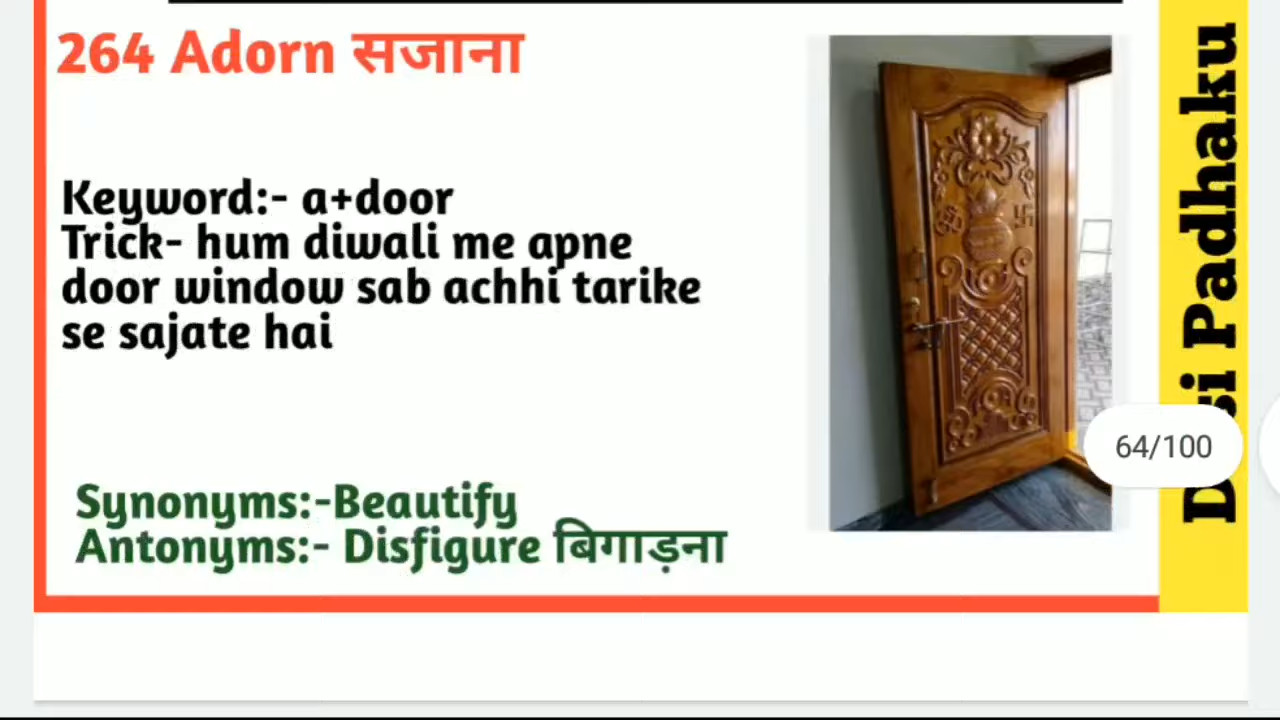 264 Adorn सजाना
Keyword:- a+door
Trick- hum diwali me apne
door window sab achhi tarike
se sajate hai
Synonyms:-Beautify
Antonyms:- Disfigure बिगाड़ना
64/100
Padhaku